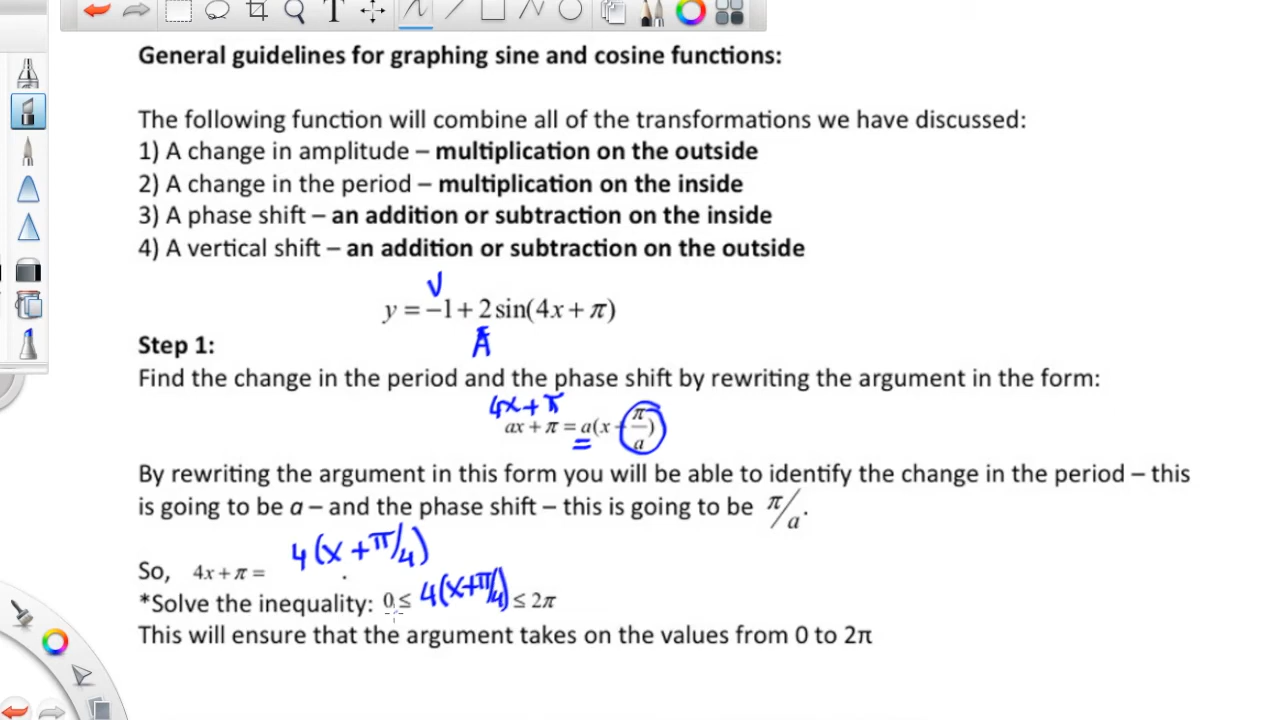 General guidelines for graphing sine and cosine functions:
The following function will combine all of the transformations we have discussed:
1) A change in amplitude – multiplication on the outside
2) A change in the period – multiplication on the inside
3) A phase shift – an addition or subtraction on the inside
4) A vertical shift – an addition or subtraction on the outside
V
y = −1 + 2 sin(4x + π)
A
Step 1:
Find the change in the period and the phase shift by rewriting the argument in the form:
4x + π
ax + π = a(x + π/a)
By rewriting the argument in this form you will be able to identify the change in the period – this
is going to be a – and the phase shift – this is going to be π/a.
So, 4x + π = 4(x + π/4)
*Solve the inequality: 0 ≤ 4(x+π/4) ≤ 2π
This will ensure that the argument takes on the values from 0 to 2π